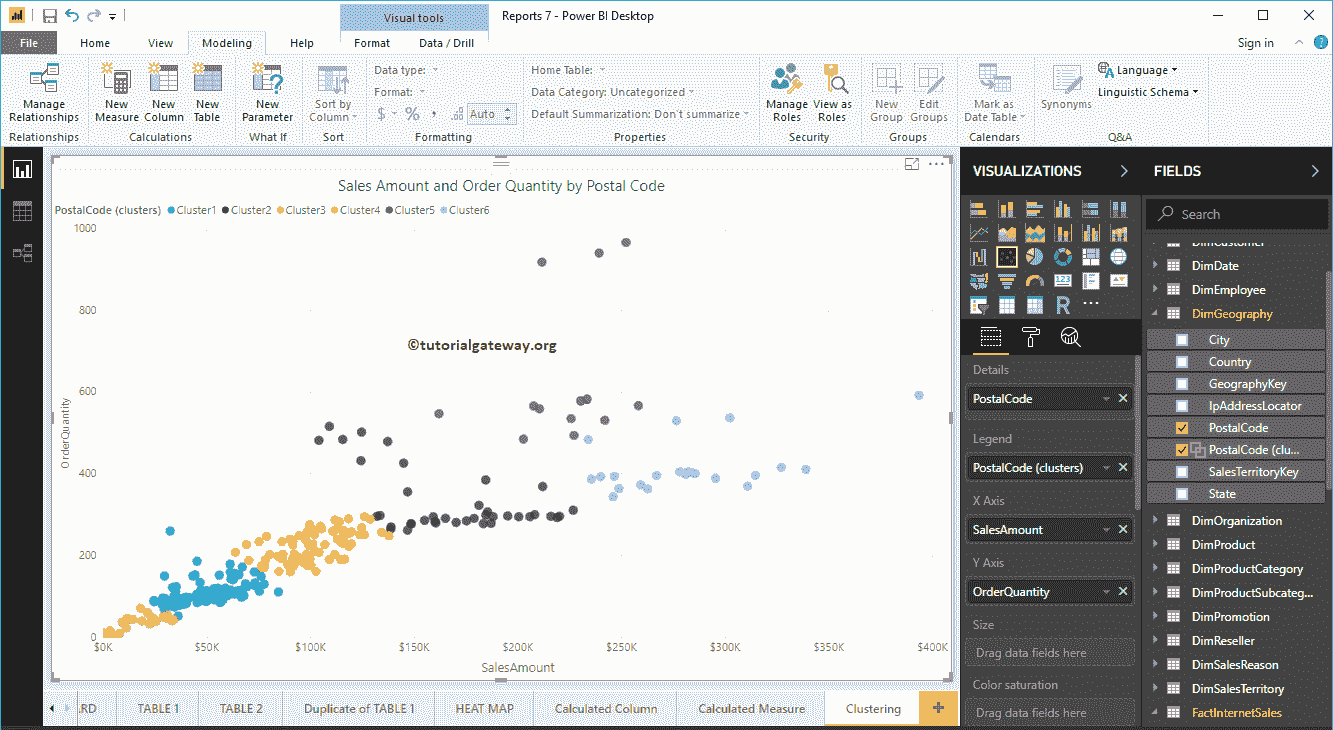 Visual tools
Reports 7 - Power BI Desktop
File Home View Modeling Help Format Data / Drill Sign in
Manage Relationships
New Measure
New Column
New Table
New Parameter
Sort by Column
Data type:
Format:
$ % , .00 Auto
Home Table:
Data Category: Uncategorized
Default Summarization: Don't summarize
Manage Roles
View as Roles
New Group
Edit Groups
Mark as Date Table
Synonyms
Language
Linguistic Schema
Relationships Calculations What If Sort Formatting Properties Security Groups Calendars Q&A
Sales Amount and Order Quantity by Postal Code
PostalCode (clusters) Cluster1 Cluster2 Cluster3 Cluster4 Cluster5 Cluster6
1000
800
600
400
200
0
OrderQuantity
©tutorialgateway.org
$0K $50K $100K $150K $200K $250K $300K $350K $400K
SalesAmount
VISUALIZATIONS
123
R
Details
PostalCode
Legend
PostalCode (clusters)
X Axis
SalesAmount
Y Axis
OrderQuantity
Size
Drag data fields here
Color saturation
Drag data fields here
FIELDS
Search
DimCustomer
DimDate
DimEmployee
DimGeography
City
Country
GeographyKey
IpAddressLocator
PostalCode
PostalCode (clu...
SalesTerritoryKey
State
DimOrganization
DimProduct
DimProductCategory
DimProductSubcateg...
DimPromotion
DimReseller
DimSalesReason
DimSalesTerritory
FactInternetSales
ARD TABLE 1 TABLE 2 Duplicate of TABLE 1 HEAT MAP Calculated Column Calculated Measure Clustering +